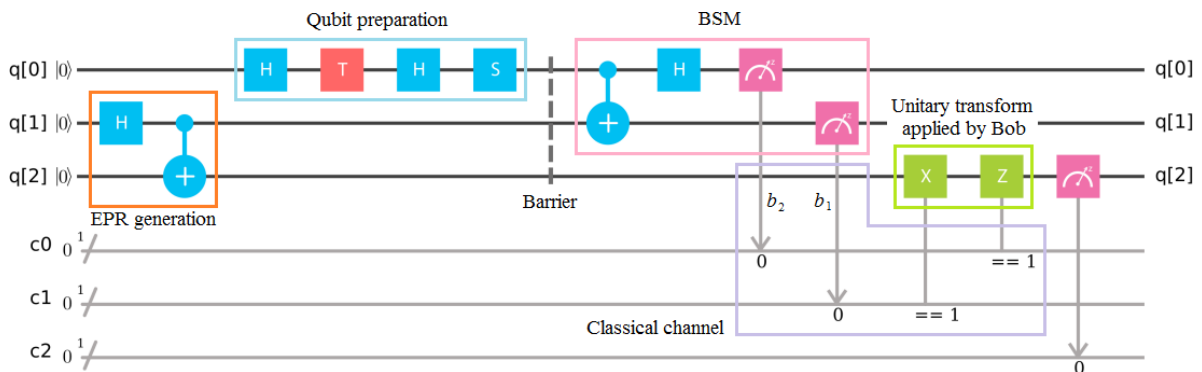 Qubit preparation
BSM
q[0] |0⟩ H T H S H z q[0]
q[1] |0⟩ H z q[1]
Unitary transform
applied by Bob
q[2] |0⟩ X Z z q[2]
EPR generation
Barrier
b2 b1
c0 0 1 0 == 1
c1 0 1 0 == 1
Classical channel
c2 0 1 0